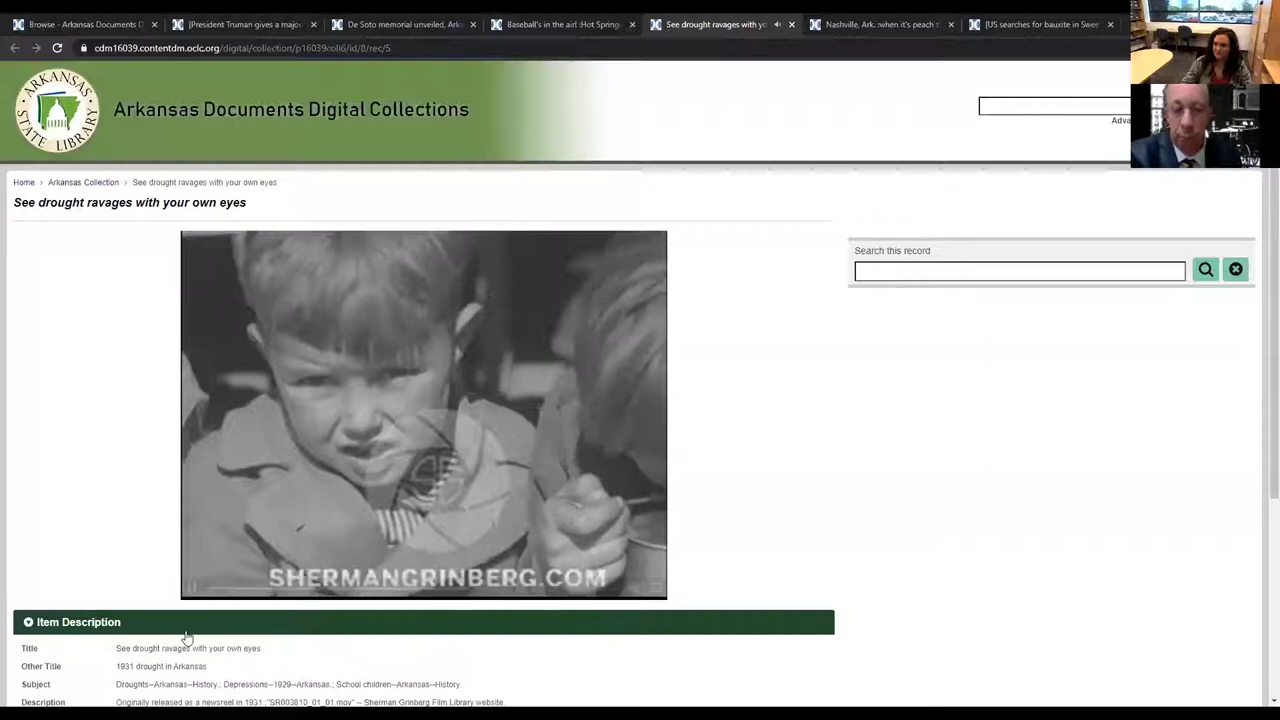 Browse - Arkansas Documents D
[President Truman gives a major
De Soto memorial unveiled, Ark
Baseball's in the air! :Hot Spring
See drought ravages with yo
Nashville, Ark. when it's peach
[US searches for bauxite in
cdm16039.contentdm.oclc.org/digital/collection/p16039coll6/id/8/rec/5
ARKANSAS STATE LIBRARY
Arkansas Documents Digital Collections
Adva
Home > Arkansas Collection > See drought ravages with your own eyes
See drought ravages with your own eyes
Search this record
SHERMANGRINBERG.COM
Item Description
Title See drought ravages with your own eyes
Other Title 1931 drought in Arkansas
Subject Droughts--Arkansas--History.; Depressions--1929--Arkansas.; School children--Arkansas--History.
Description Originally released as a newsreel in 1931.;"SR003810_01_01.mov" -- Sherman Grinberg Film Library website.